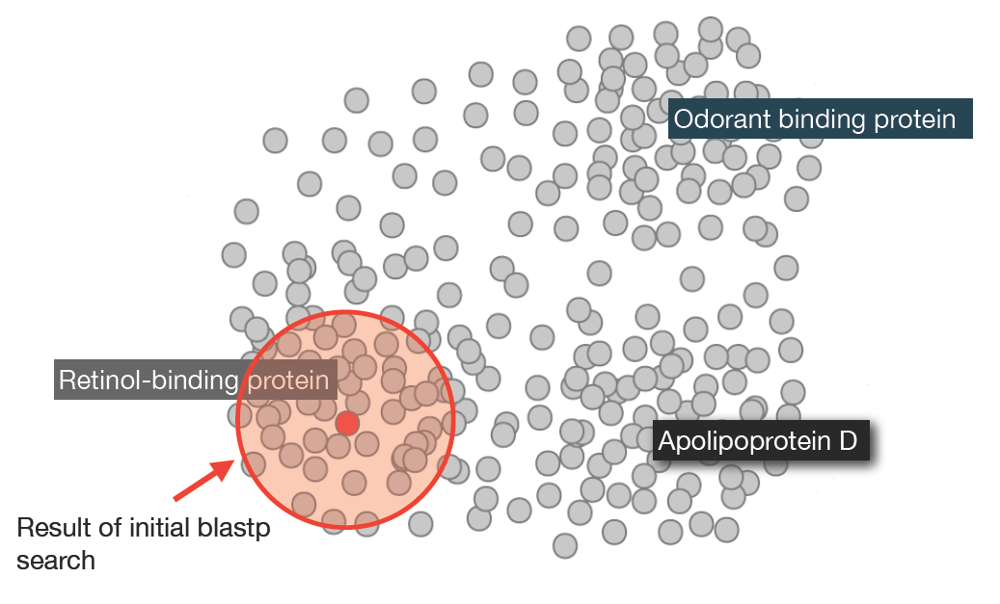 Odorant binding protein
Retinol-binding protein
Apolipoprotein D
Result of initial blastp
search